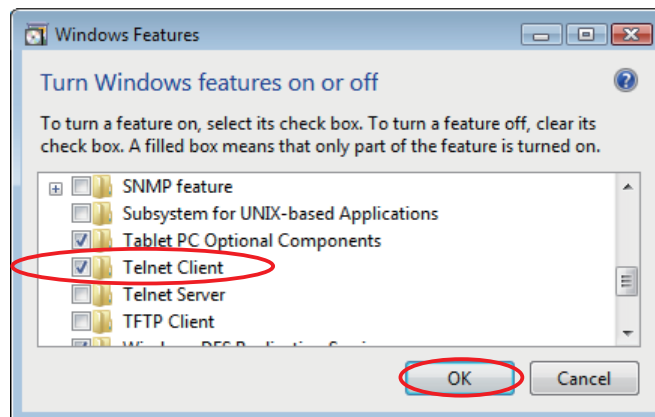 Windows Features
Turn Windows features on or off
To turn a feature on, select its check box. To turn a feature off, clear its
check box. A filled box means that only part of the feature is turned on.
SNMP feature
Subsystem for UNIX-based Applications
Tablet PC Optional Components
Telnet Client
Telnet Server
TFTP Client
OK Cancel